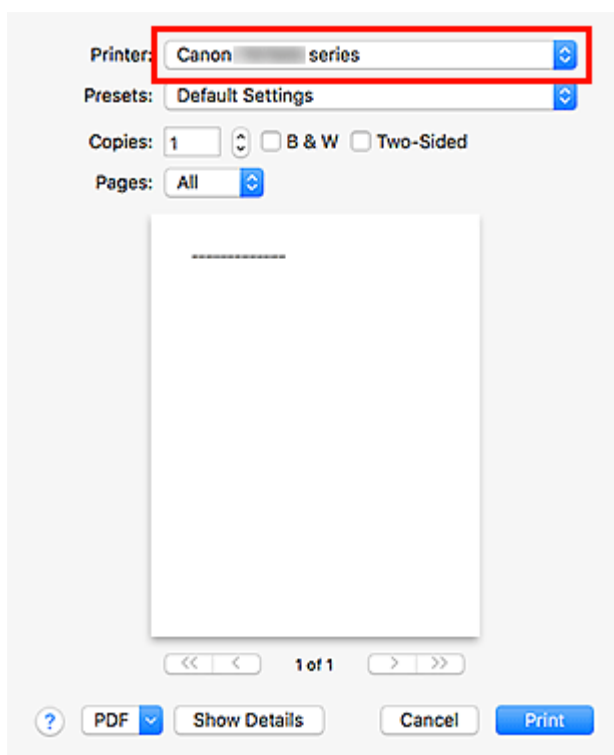 Printer: Canon series
Presets: Default Settings
Copies: 1 B & W Two-Sided
Pages: All
1 of 1
? PDF Show Details Cancel Print